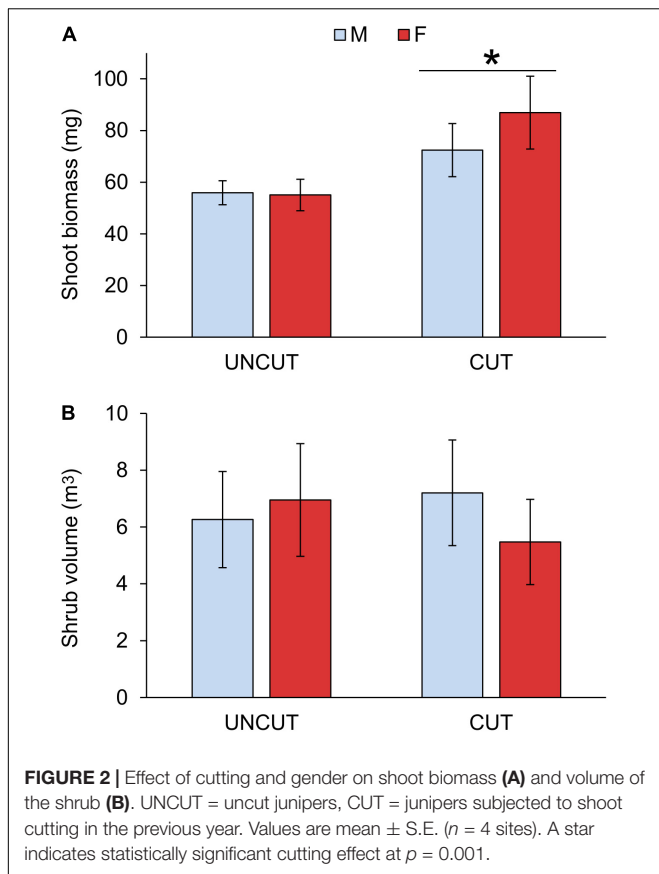 A
M F
*
100
80
60
40
20
0
Shoot biomass (mg)
UNCUT CUT
B
10
8
6
4
2
0
Shrub volume (m³)
UNCUT CUT
FIGURE 2 | Effect of cutting and gender on shoot biomass (A) and volume of
the shrub (B). UNCUT = uncut junipers, CUT = junipers subjected to shoot
cutting in the previous year. Values are mean ± S.E. (n = 4 sites). A star
indicates statistically significant cutting effect at p = 0.001.